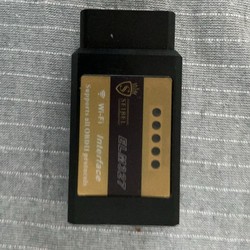 ELM327
Wi-Fi Interface
Supports all OBDII protocols